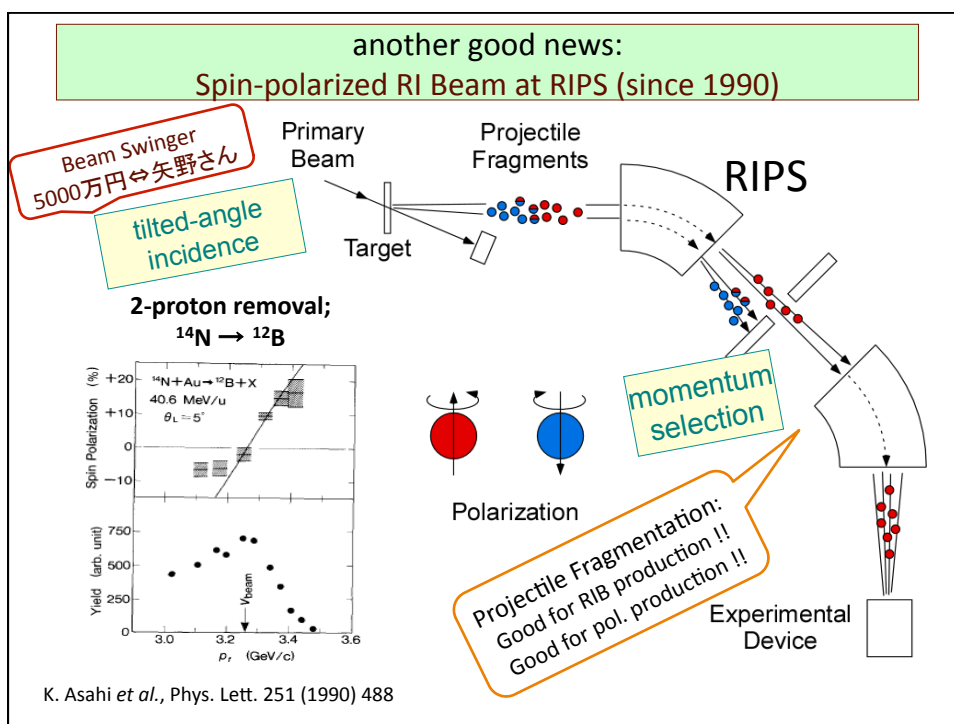 another good news:
Spin-polarized RI Beam at RIPS (since 1990)
Beam Swinger
5000万円⇔矢野さん
tilted-angle
incidence
Primary
Beam
Projectile
Fragments
RIPS
Target
2-proton removal;
¹⁴N → ¹²B
momentum
selection
Spin Polarization (%)
+20
+10
0
−10
¹⁴N+Au→¹²B+X
40.6 MeV/u
θL=5°
Yield (arb. unit)
750
500
250
0
Vbeam
3.0
3.2
3.4
3.6
pf (GeV/c)
Polarization
Projectile Fragmentation:
Good for RIB production !!
Good for pol. production !!
Experimental
Device
K. Asahi et al., Phys. Lett. 251 (1990) 488